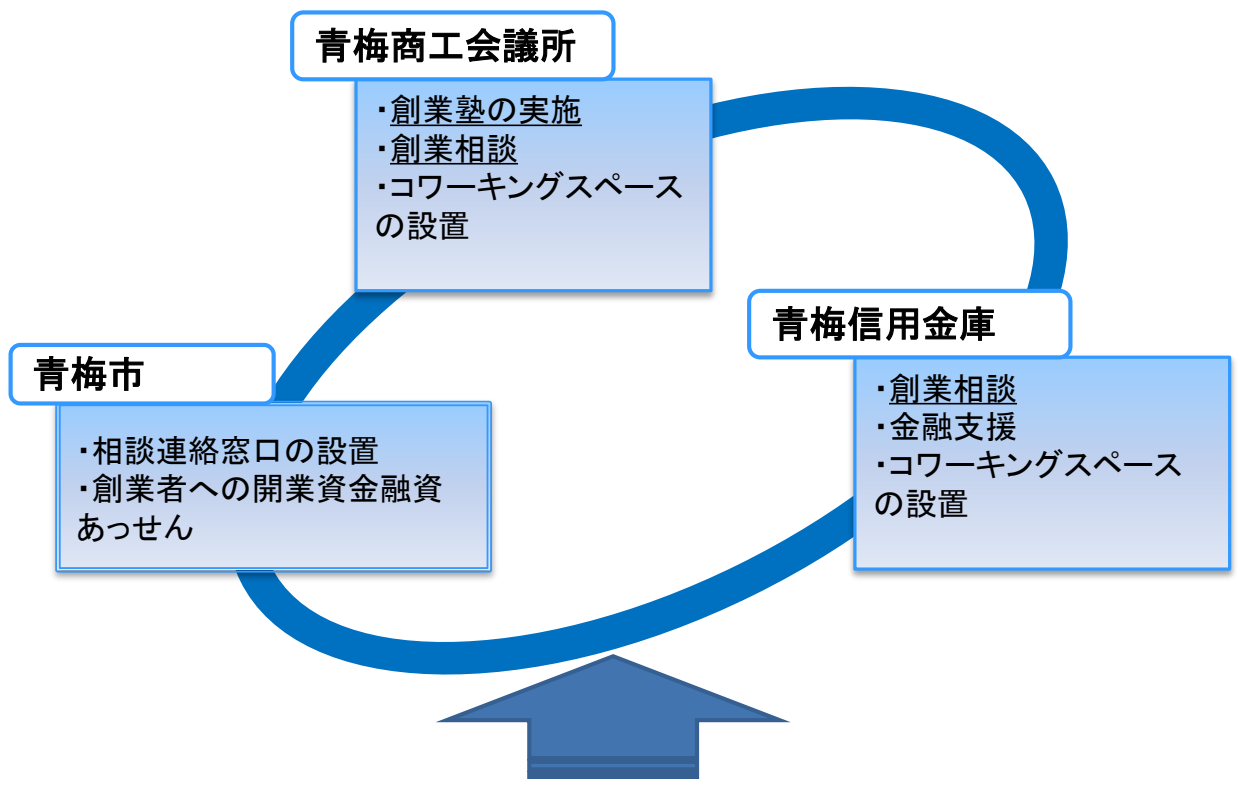 青梅商工会議所
・創業塾の実施
・創業相談
・コワーキングスペース
の設置
青梅信用金庫
・創業相談
・金融支援
・コワーキングスペース
の設置
青梅市
・相談連絡窓口の設置
・創業者への開業資金融資
あっせん